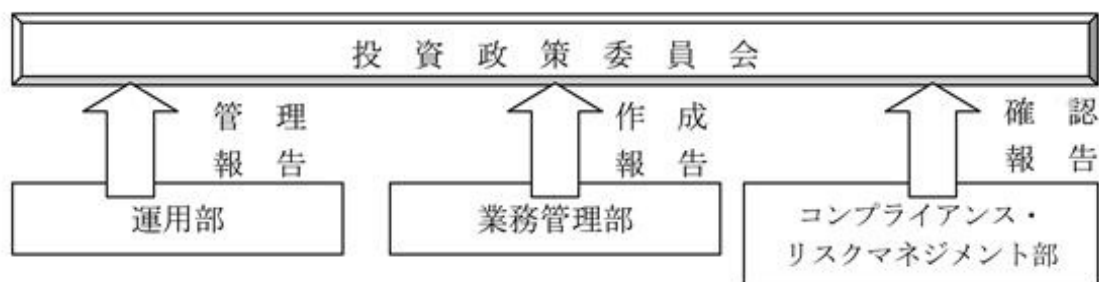 投資政策委員会
管理
報告
作成
報告
確認
報告
運用部
業務管理部
コンプライアンス・
リスクマネジメント部